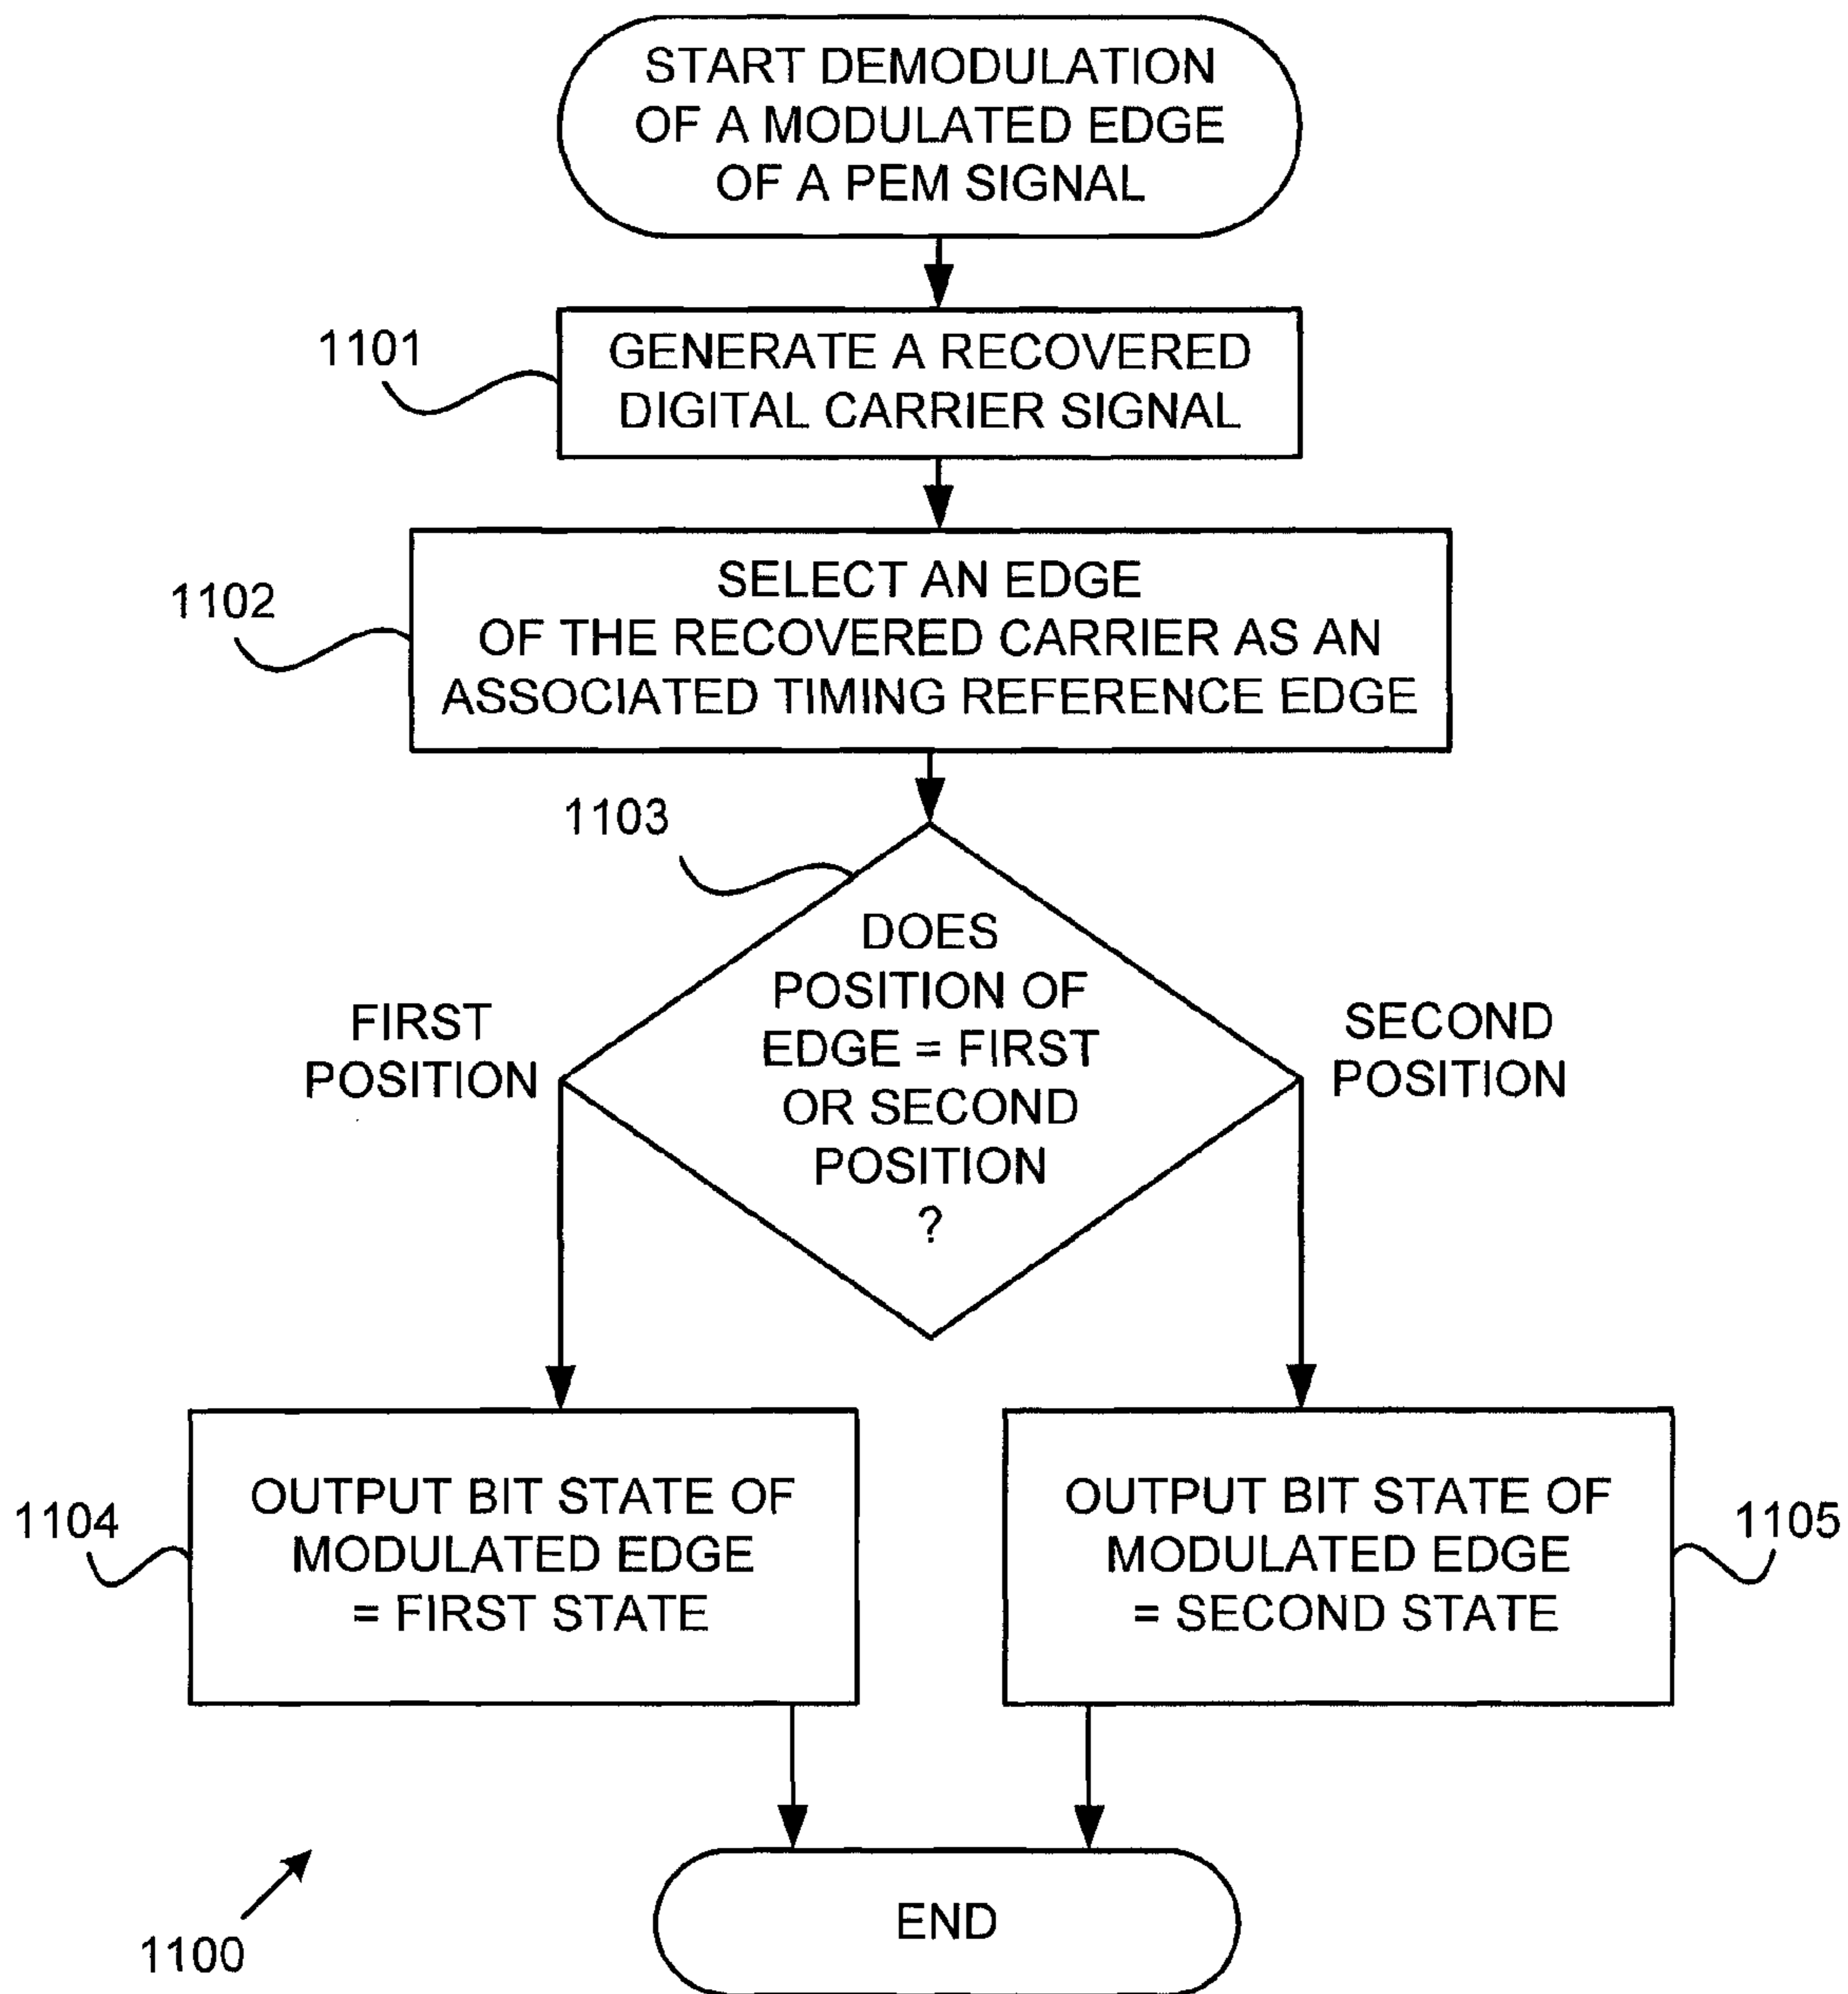 START DEMODULATION
OF A MODULATED EDGE
OF A PEM SIGNAL
1101
GENERATE A RECOVERED
DIGITAL CARRIER SIGNAL
1102
SELECT AN EDGE
OF THE RECOVERED CARRIER AS AN
ASSOCIATED TIMING REFERENCE EDGE
1103
DOES
POSITION OF
EDGE = FIRST
OR SECOND
POSITION
?
FIRST
POSITION
SECOND
POSITION
1104
OUTPUT BIT STATE OF
MODULATED EDGE
= FIRST STATE
OUTPUT BIT STATE OF
MODULATED EDGE
= SECOND STATE
1105
END
1100